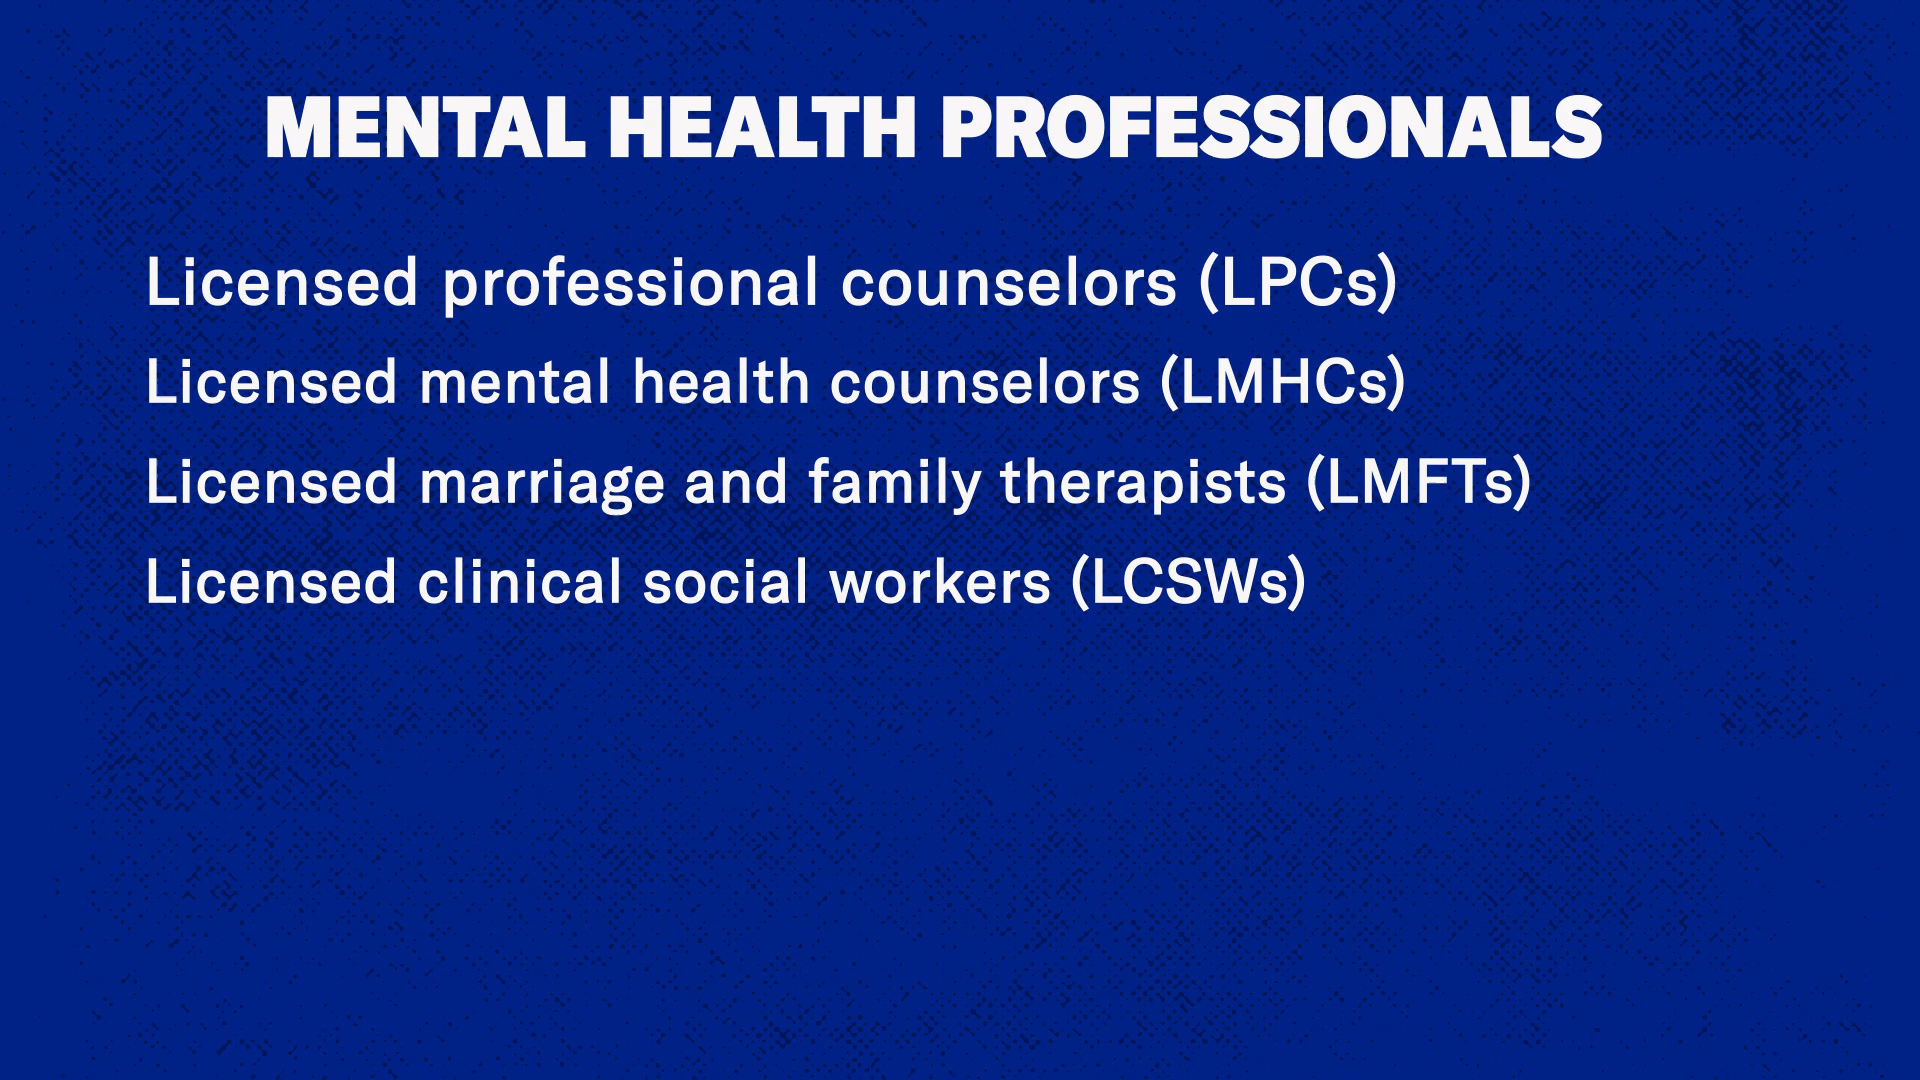 MENTAL HEALTH PROFESSIONALS
Licensed professional counselors (LPCs)
Licensed mental health counselors (LMHCs)
Licensed marriage and family therapists (LMFTs)
Licensed clinical social workers (LCSWs)